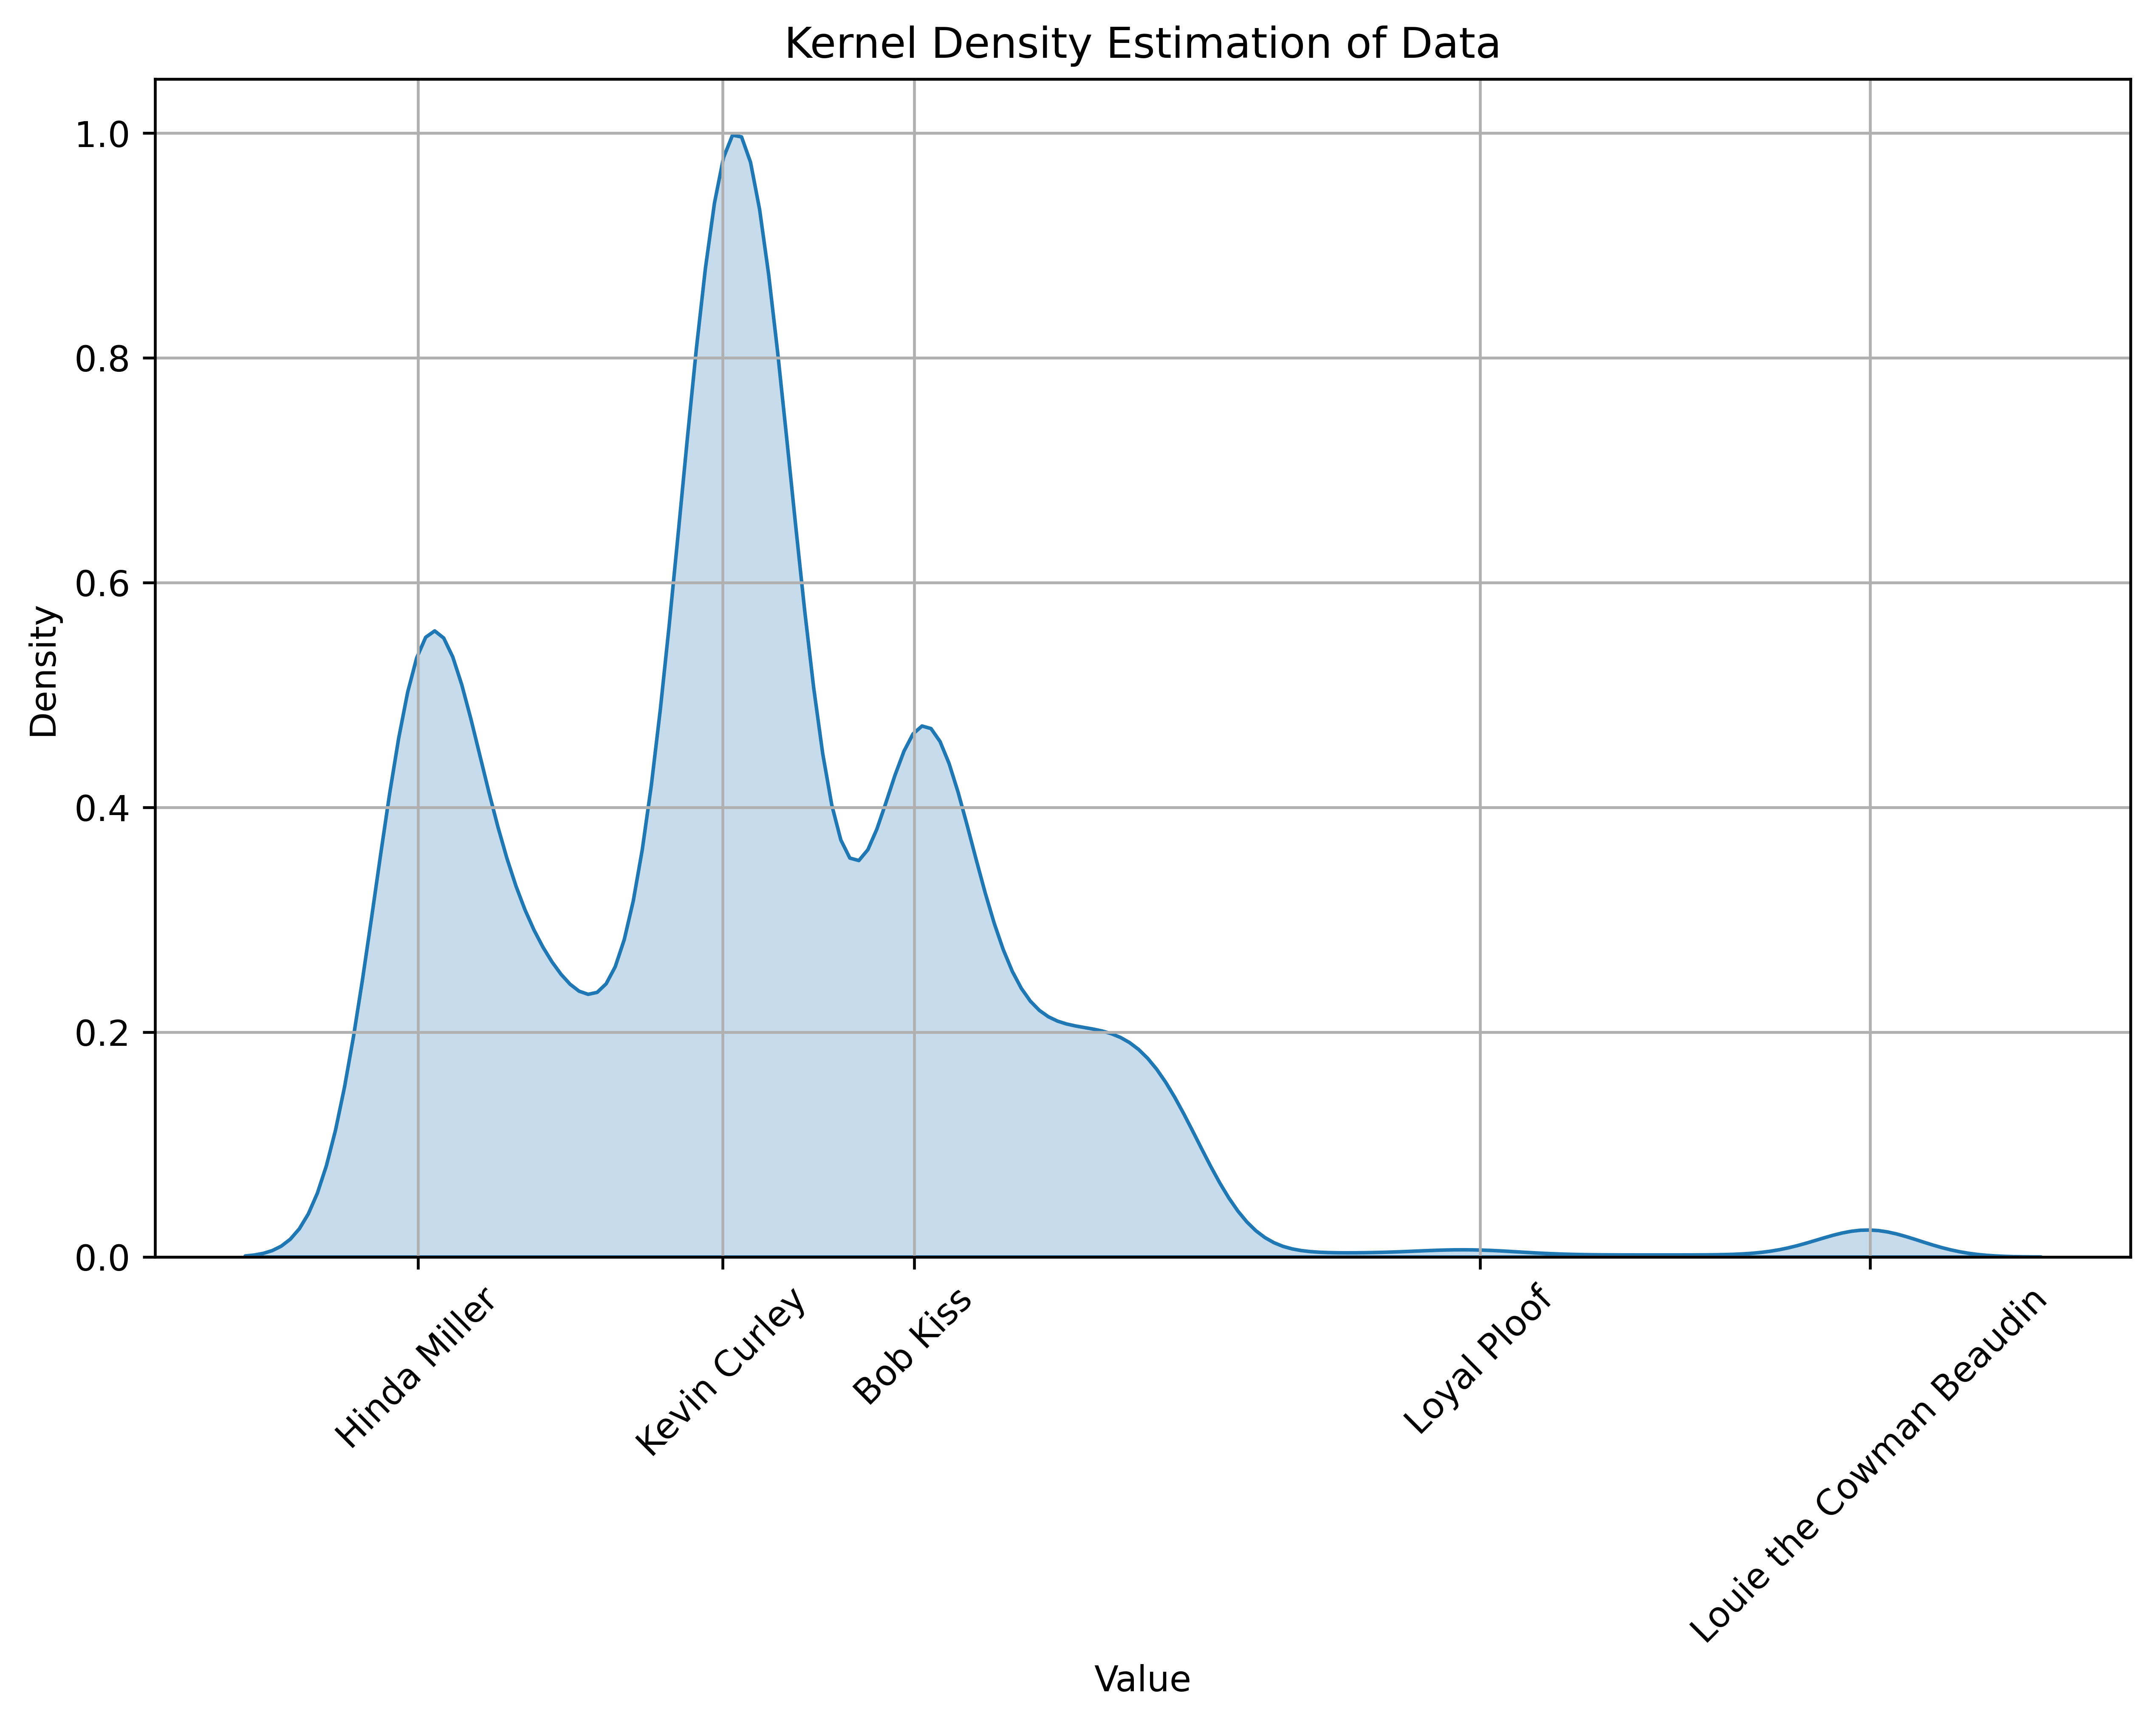 Kernel Density Estimation of Data
Density
1.0
0.8
0.6
0.4
0.2
0.0
Hinda Miller
Kevin Curley
Bob Kiss
Loyal Ploof
Louie the Cowman Beaudin
Value